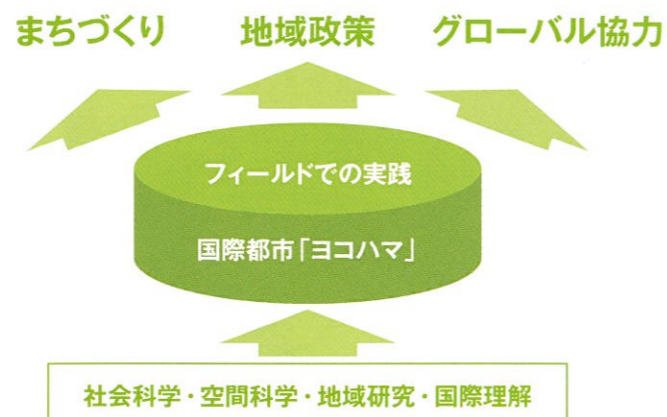 まちづくり 地域政策 グローバル協力
フィールドでの実践
国際都市「ヨコハマ」
社会科学・空間科学・地域研究・国際理解